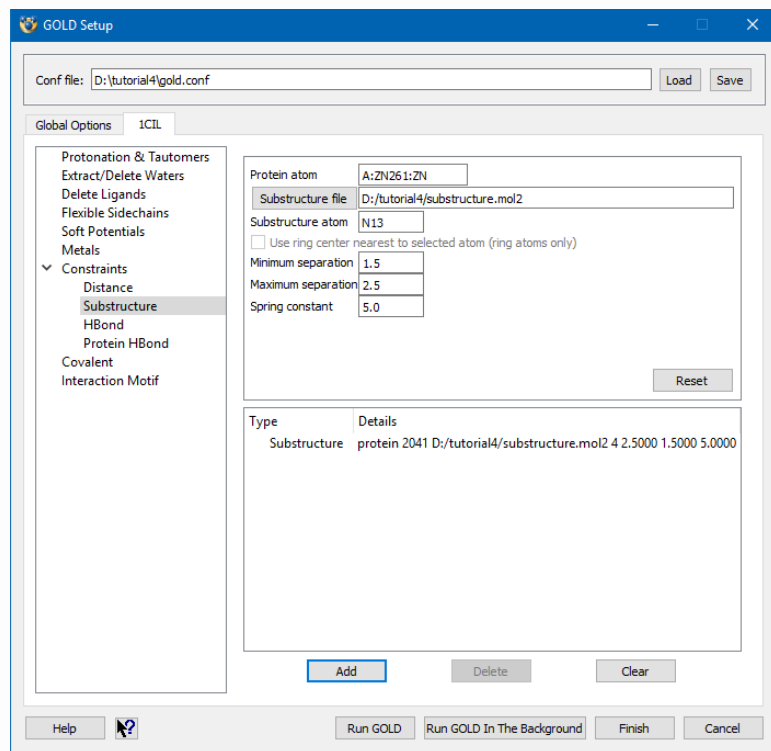 GOLD Setup
Conf file: D:\tutorial4\gold.conf Load Save
Global Options 1CIL
Protonation & Tautomers
Extract/Delete Waters
Delete Ligands
Flexible Sidechains
Soft Potentials
Metals
Constraints
Distance
Substructure
HBond
Protein HBond
Covalent
Interaction Motif
Protein atom A:ZN261:ZN
Substructure file D:/tutorial4/substructure.mol2
Substructure atom N13
Use ring center nearest to selected atom (ring atoms only)
Minimum separation 1.5
Maximum separation 2.5
Spring constant 5.0
Reset
Type Details
Substructure protein 2041 D:/tutorial4/substructure.mol2 4 2.5000 1.5000 5.0000
Add Delete Clear
Help ? Run GOLD Run GOLD In The Background Finish Cancel